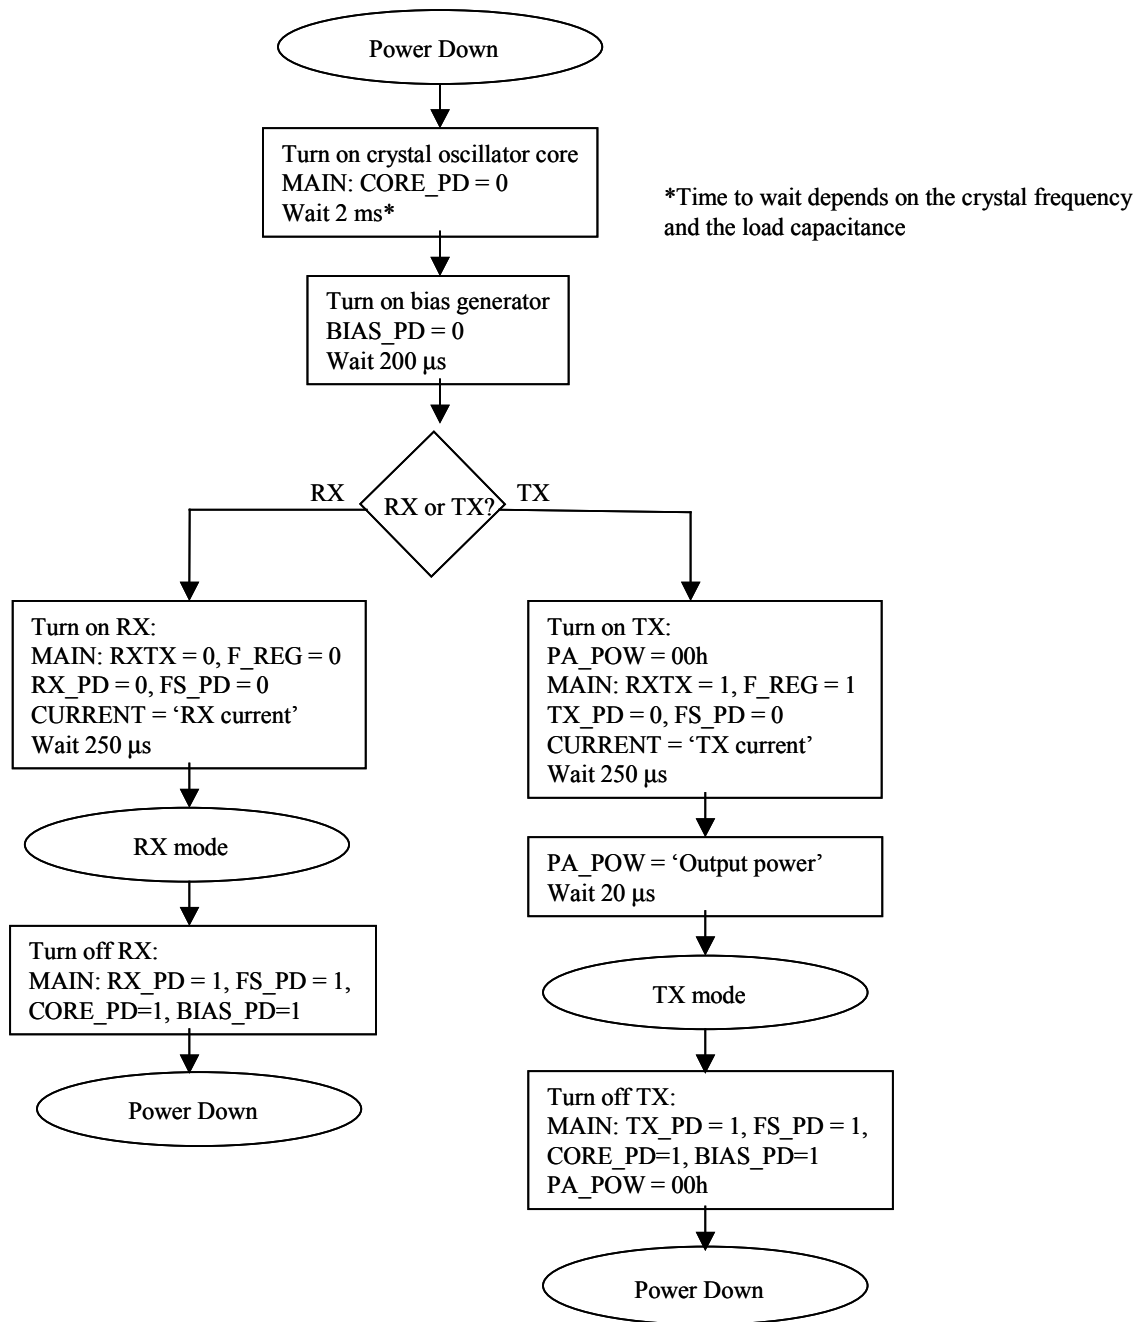 Power Down
Turn on crystal oscillator core
MAIN: CORE_PD = 0
Wait 2 ms*
*Time to wait depends on the crystal frequency
and the load capacitance
Turn on bias generator
BIAS_PD = 0
Wait 200 μs
RX
RX or TX?
TX
Turn on RX:
MAIN: RXTX = 0, F_REG = 0
RX_PD = 0, FS_PD = 0
CURRENT = ‘RX current’
Wait 250 μs
RX mode
Turn off RX:
MAIN: RX_PD = 1, FS_PD = 1,
CORE_PD=1, BIAS_PD=1
Power Down
Turn on TX:
PA_POW = 00h
MAIN: RXTX = 1, F_REG = 1
TX_PD = 0, FS_PD = 0
CURRENT = ‘TX current’
Wait 250 μs
PA_POW = ‘Output power’
Wait 20 μs
TX mode
Turn off TX:
MAIN: TX_PD = 1, FS_PD = 1,
CORE_PD=1, BIAS_PD=1
PA_POW = 00h
Power Down